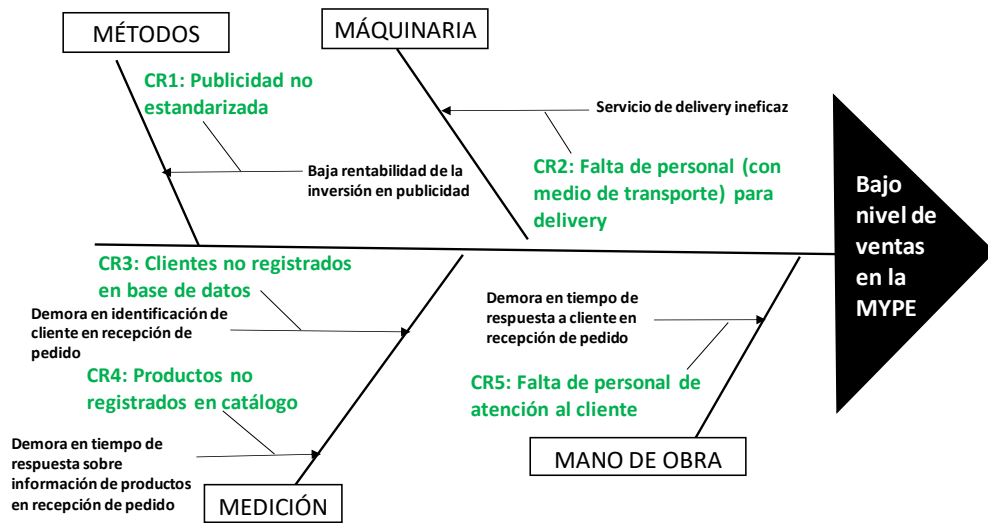 MÉTODOS
MÁQUINARIA
CR1: Publicidad no
estandarizada
Servicio de delivery ineficaz
Baja rentabilidad de la
inversión en publicidad
CR2: Falta de personal (con
medio de transporte) para
delivery
Bajo
nivel de
ventas
en la
MYPE
CR3: Clientes no registrados
en base de datos
Demora en identificación de
cliente en recepción de
pedido
Demora en tiempo de
respuesta a cliente en
recepción de pedido
CR4: Productos no
registrados en catálogo
CR5: Falta de personal de
atención al cliente
Demora en tiempo de
respuesta sobre
información de productos
en recepción de pedido
MEDICIÓN
MANO DE OBRA